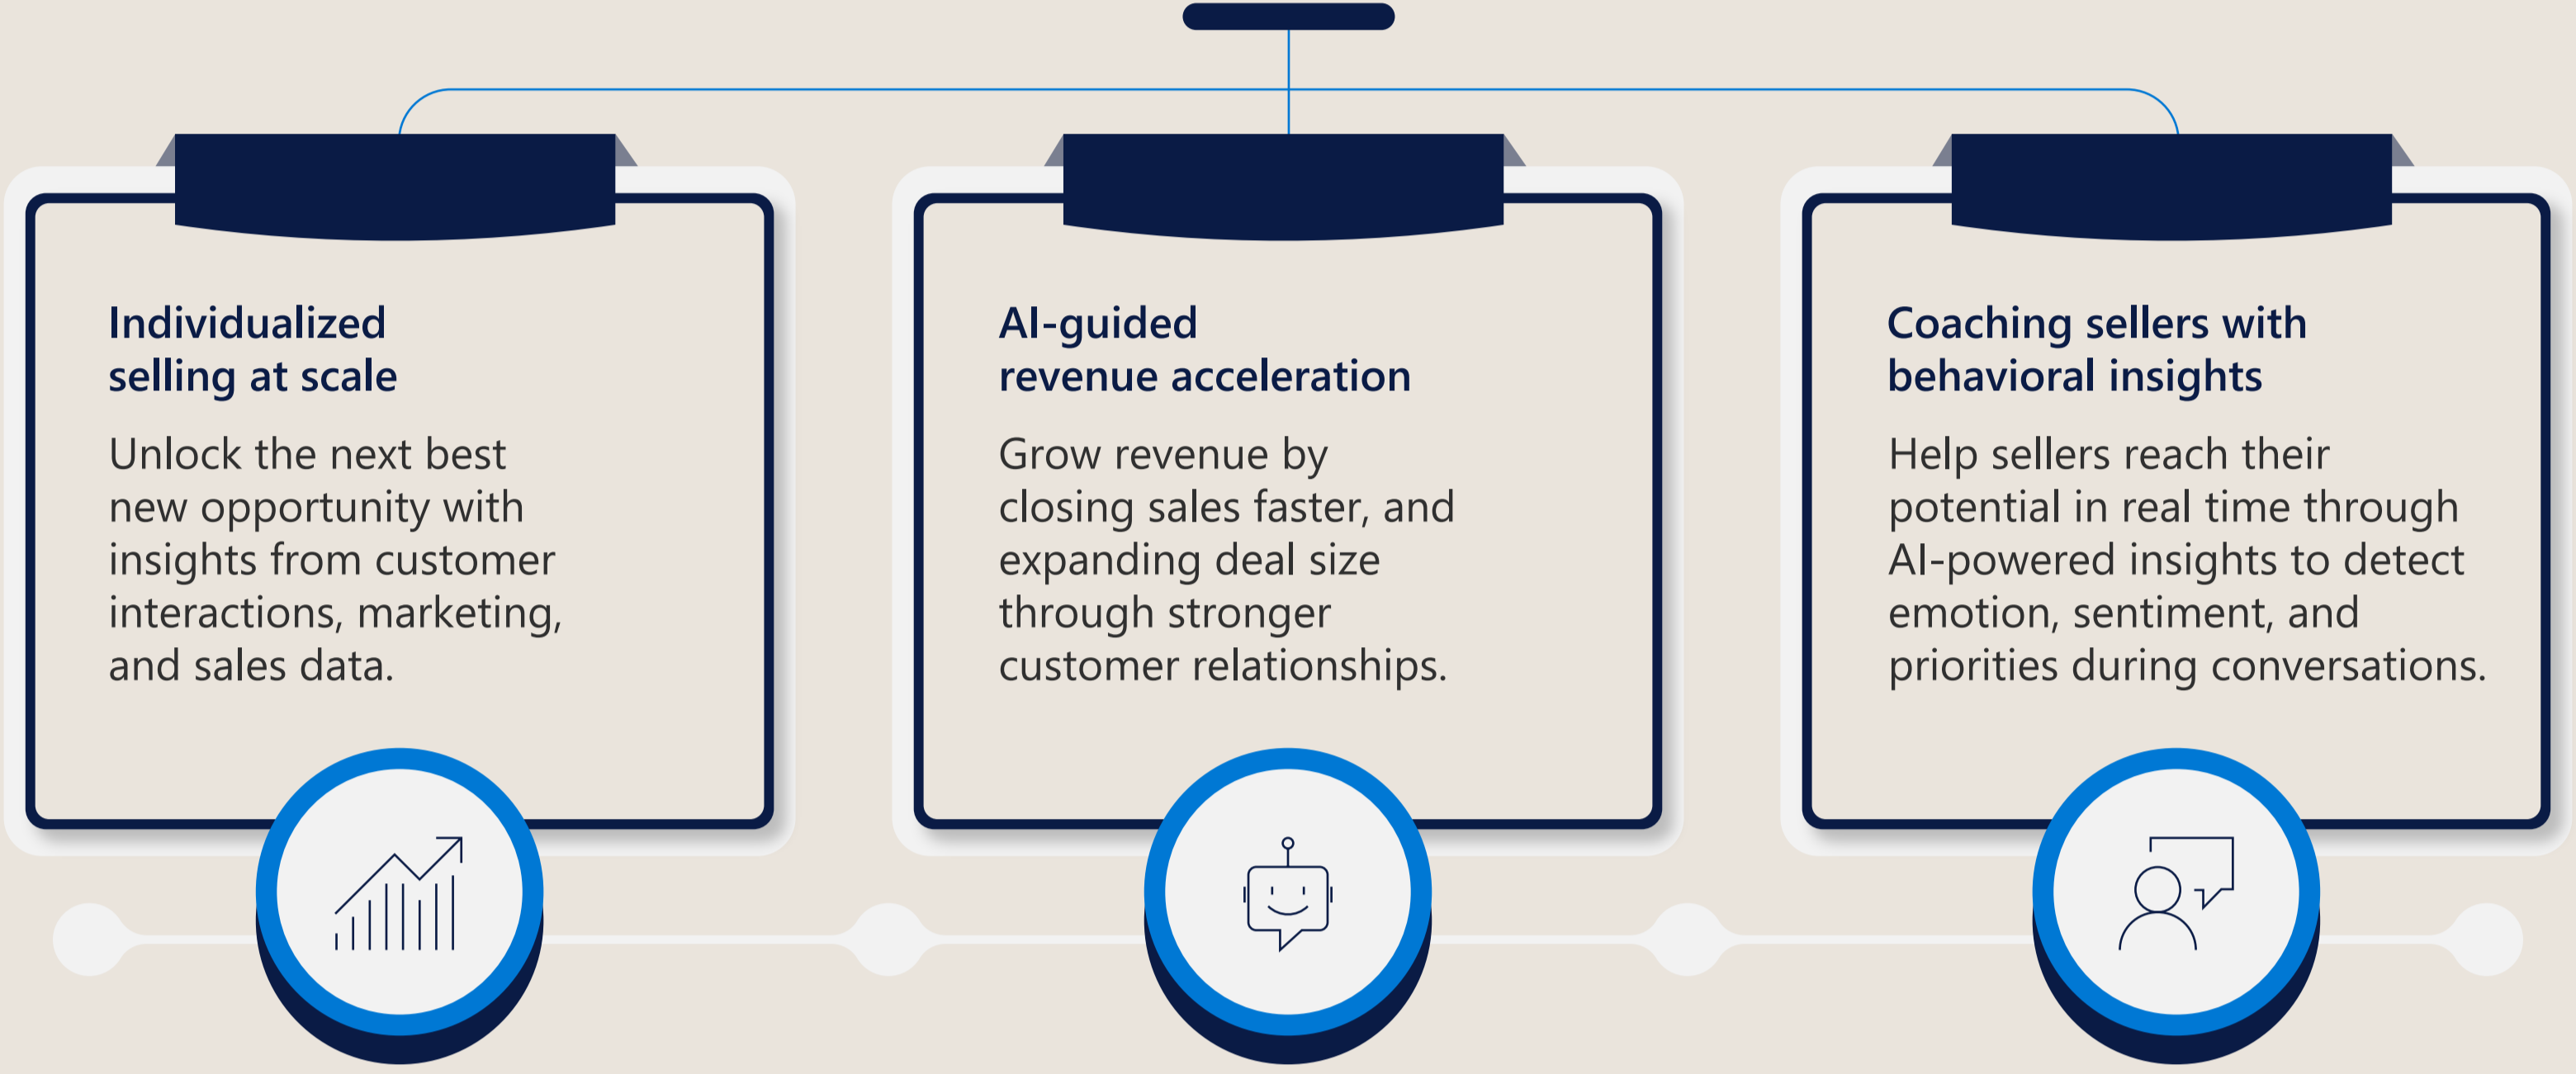 Individualized
selling at scale
Unlock the next best
new opportunity with
insights from customer
interactions, marketing,
and sales data.
AI-guided
revenue acceleration
Grow revenue by
closing sales faster, and
expanding deal size
through stronger
customer relationships.
Coaching sellers with
behavioral insights
Help sellers reach their
potential in real time through
AI-powered insights to detect
emotion, sentiment, and
priorities during conversations.